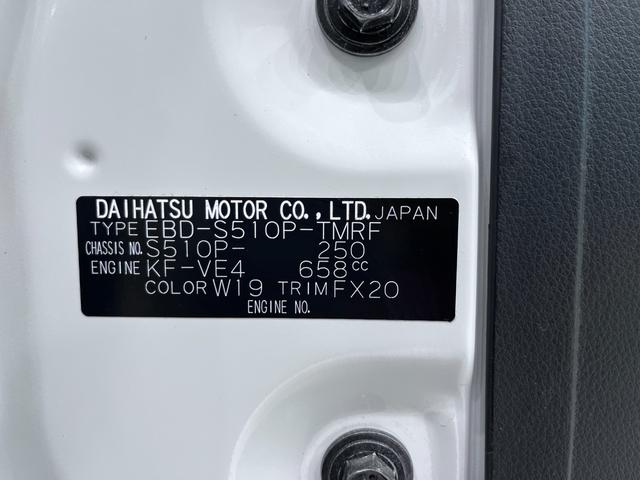 DAIHATSU MOTOR CO.,LTD. JAPAN
TYPE EBD-S510P-TMRF
CHASSIS NO. S510P- 250
ENGINE KF-VE4 658cc
COLOR W19 TRIM FX20
ENGINE NO.